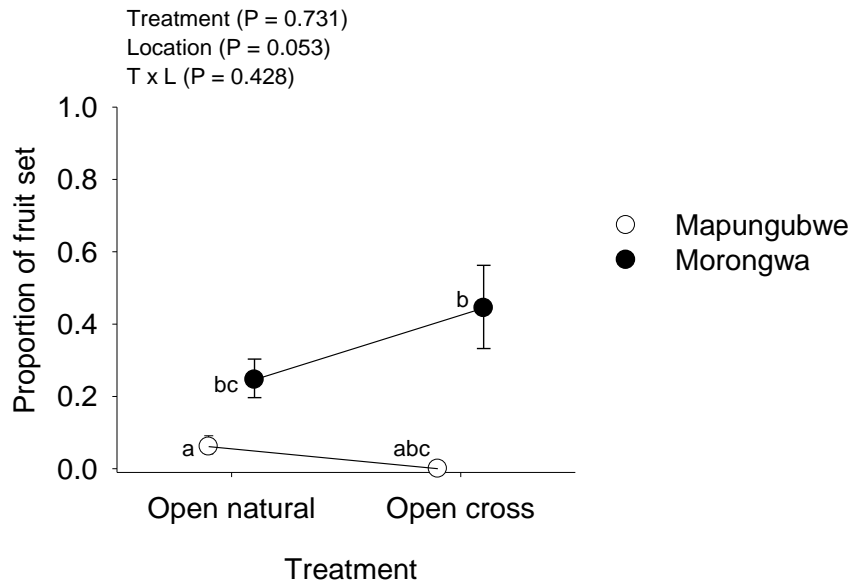 Treatment (P = 0.731)
Location (P = 0.053)
T x L (P = 0.428)
1.0
0.8
0.6
0.4
0.2
0.0
Proportion of fruit set
b
bc
a
abc
Mapungubwe
Morongwa
Open natural
Open cross
Treatment